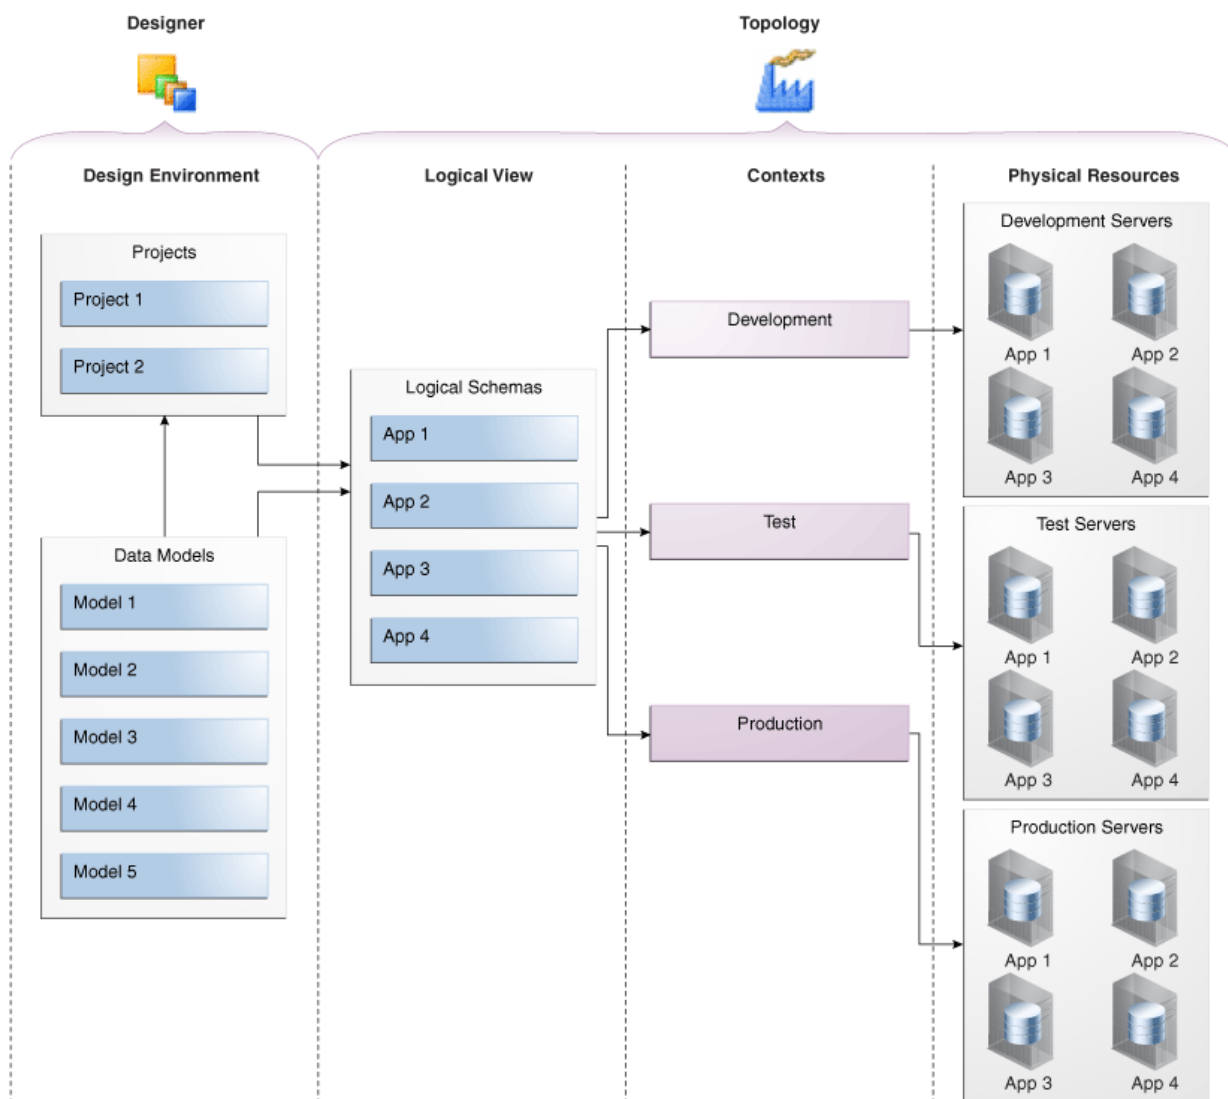 Designer
Topology
Design Environment
Logical View
Contexts
Physical Resources
Projects
Project 1
Project 2
Data Models
Model 1
Model 2
Model 3
Model 4
Model 5
Logical Schemas
App 1
App 2
App 3
App 4
Development
Test
Production
Development Servers
App 1
App 2
App 3
App 4
Test Servers
App 1
App 2
App 3
App 4
Production Servers
App 1
App 2
App 3
App 4